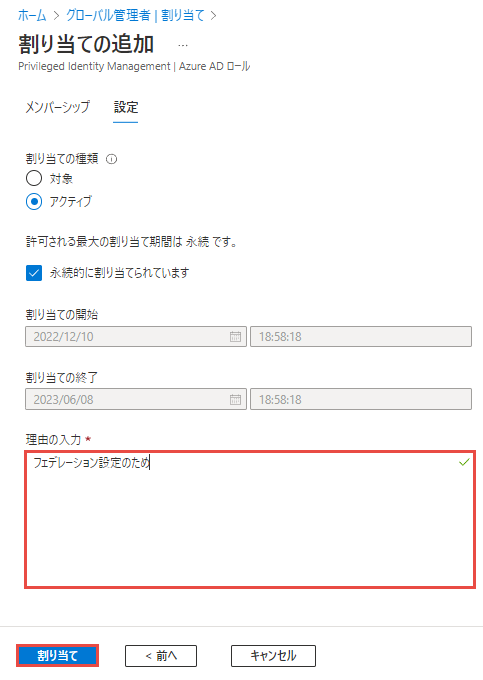 ホーム > グローバル管理者 | 割り当て >
割り当ての追加 …
Privileged Identity Management | Azure AD ロール
メンバーシップ 設定
割り当ての種類
対象
アクティブ
許可される最大の割り当て期間は 永続 です。
永続的に割り当てられています
割り当ての開始
2022/12/10 18:58:18
割り当ての終了
2023/06/08 18:58:18
理由の入力 *
フェデレーション設定のため
割り当て < 前へ キャンセル